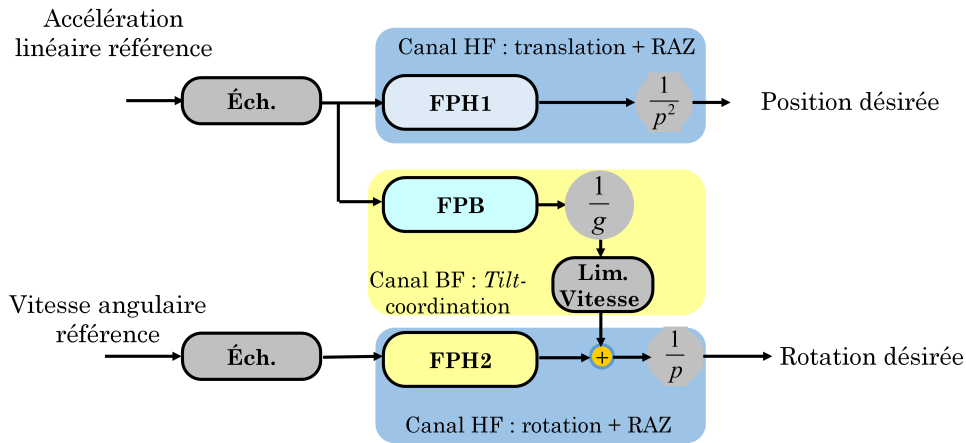 Accélération
linéaire référence
Canal HF : translation + RAZ
Éch.
FPH1
1
p²
Position désirée
FPB
1
g
Canal BF : Tilt-
coordination
Lim.
Vitesse
Vitesse angulaire
référence
Éch.
FPH2
+
1
p
Rotation désirée
Canal HF : rotation + RAZ